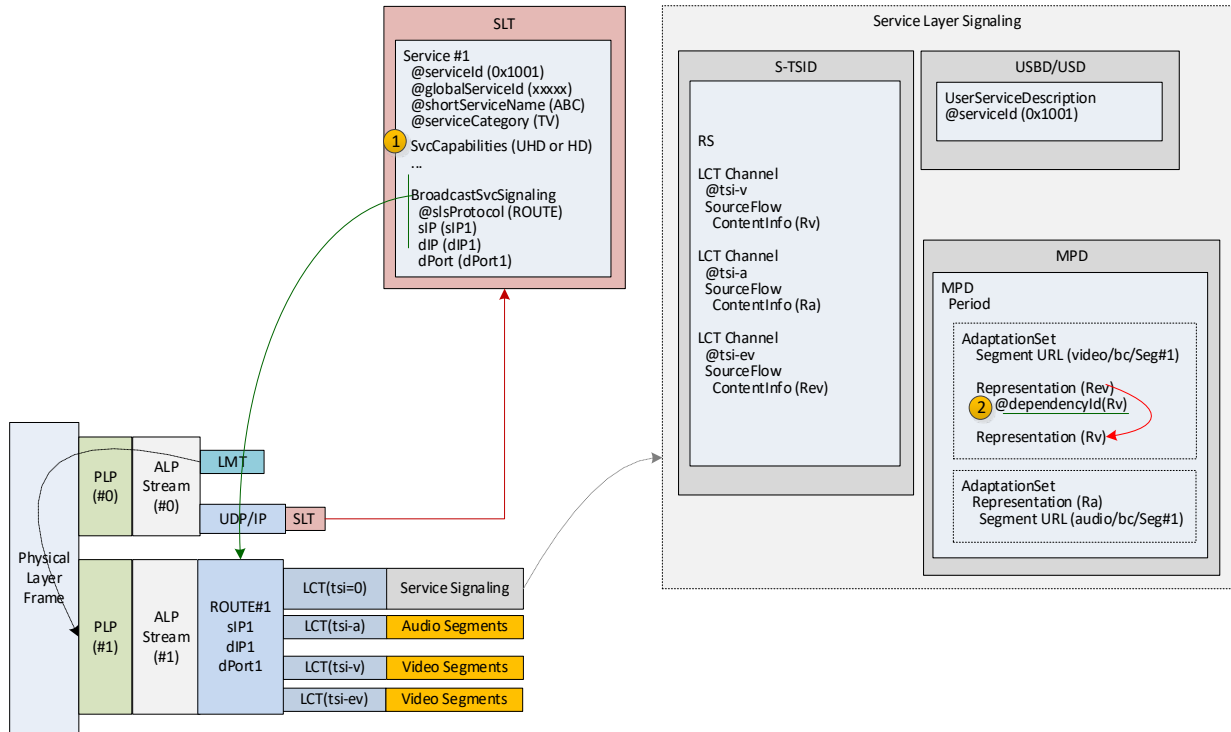 SLT
Service #1
@serviceId (0x1001)
@globalServiceId (xxxxx)
@shortServiceName (ABC)
@serviceCategory (TV)
1
SvcCapabilities (UHD or HD)
...
BroadcastSvcSignaling
@slsProtocol (ROUTE)
sIP (sIP1)
dIP (dIP1)
dPort (dPort1)
Service Layer Signaling
S-TSID
RS
LCT Channel
@tsi-v
SourceFlow
ContentInfo (Rv)
LCT Channel
@tsi-a
SourceFlow
ContentInfo (Ra)
LCT Channel
@tsi-ev
SourceFlow
ContentInfo (Rev)
USBD/USD
UserServiceDescription
@serviceId (0x1001)
MPD
MPD
Period
AdaptationSet
Segment URL (video/bc/Seg#1)
Representation (Rev)
2
@dependencyId(Rv)
Representation (Rv)
AdaptationSet
Representation (Ra)
Segment URL (audio/bc/Seg#1)
Physical
Layer
Frame
PLP
(#0)
ALP
Stream
(#0)
LMT
UDP/IP
SLT
PLP
(#1)
ALP
Stream
(#1)
ROUTE#1
sIP1
dIP1
dPort1
LCT(tsi=0)
Service Signaling
LCT(tsi-a)
Audio Segments
LCT(tsi-v)
Video Segments
LCT(tsi-ev)
Video Segments